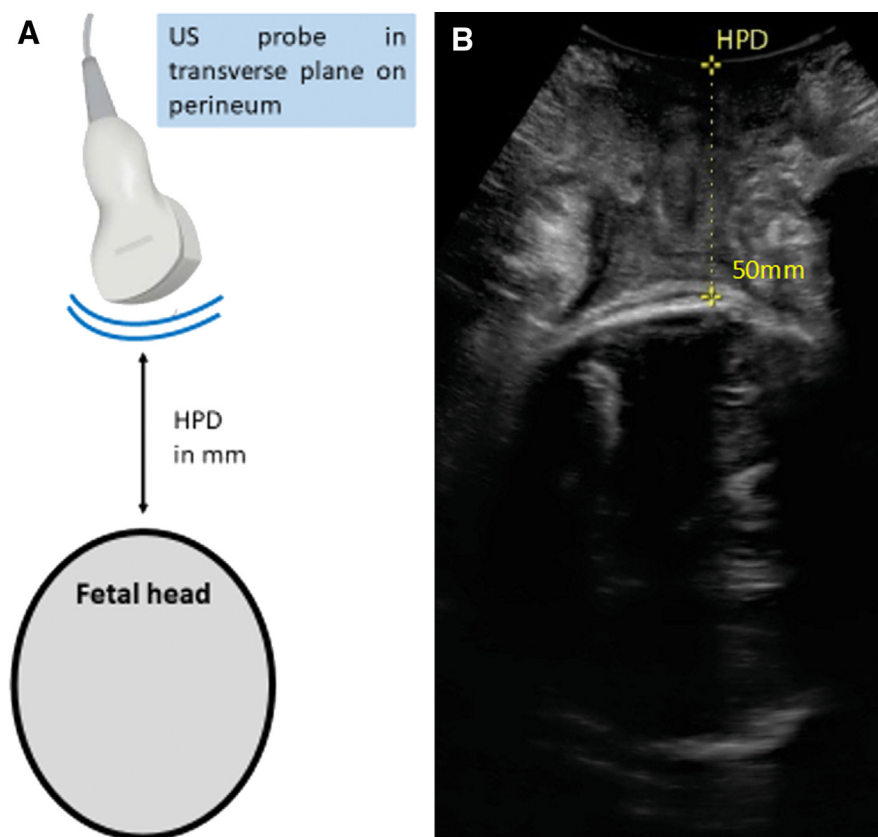 A
US probe in
transverse plane on
perineum
HPD
in mm
Fetal head
B
HPD
50mm